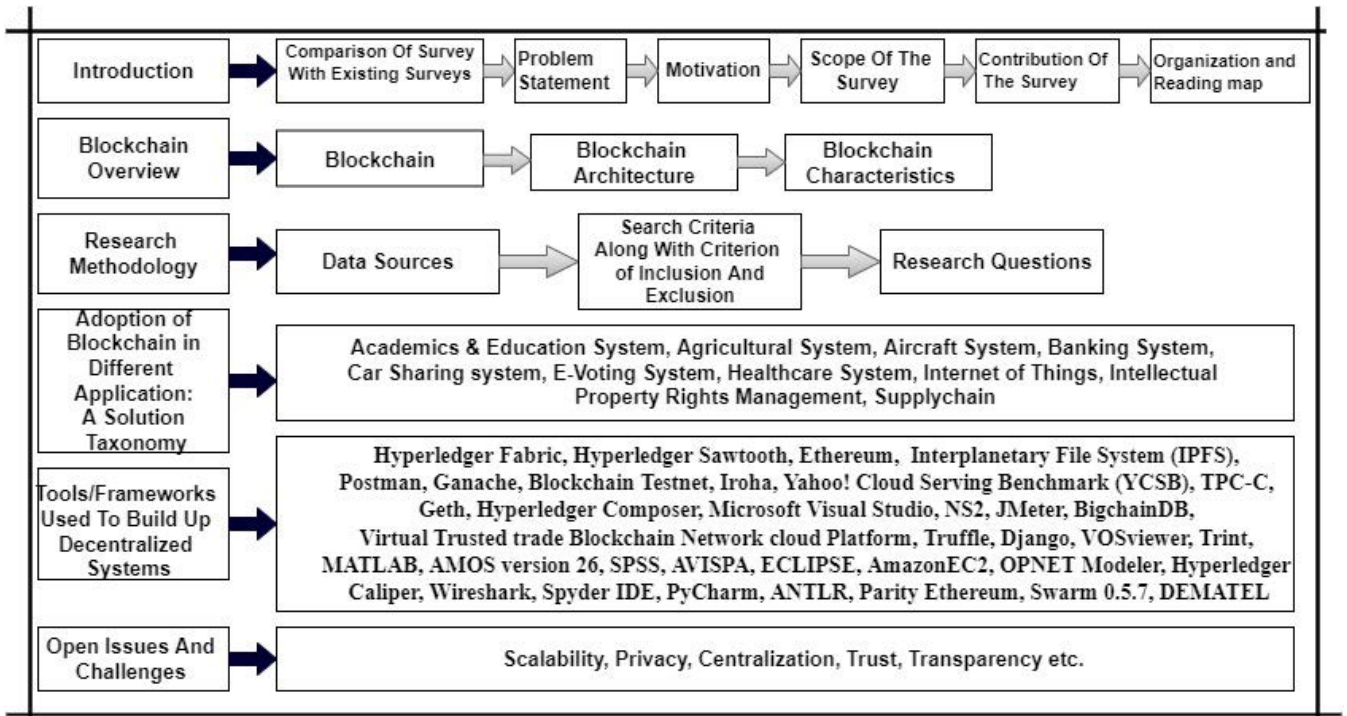 Introduction
Comparison Of Survey
With Existing Surveys
Problem
Statement
Motivation
Scope Of The
Survey
Contribution Of
The Survey
Organization and
Reading map
Blockchain
Overview
Blockchain
Blockchain
Architecture
Blockchain
Characteristics
Research
Methodology
Data Sources
Search Criteria
Along With Criterion
of Inclusion And
Exclusion
Research Questions
Adoption of
Blockchain in
Different
Application:
A Solution
Taxonomy
Academics & Education System, Agricultural System, Aircraft System, Banking System,
Car Sharing system, E-Voting System, Healthcare System, Internet of Things, Intellectual
Property Rights Management, Supplychain
Tools/Frameworks
Used To Build Up
Decentralized
Systems
Hyperledger Fabric, Hyperledger Sawtooth, Ethereum, Interplanetary File System (IPFS),
Postman, Ganache, Blockchain Testnet, Iroha, Yahoo! Cloud Serving Benchmark (YCSB), TPC-C,
Geth, Hyperledger Composer, Microsoft Visual Studio, NS2, JMeter, BigchainDB,
Virtual Trusted trade Blockchain Network cloud Platform, Truffle, Django, VOSviewer, Trint,
MATLAB, AMOS version 26, SPSS, AVISPA, ECLIPSE, AmazonEC2, OPNET Modeler, Hyperledger
Caliper, Wireshark, Spyder IDE, PyCharm, ANTLR, Parity Ethereum, Swarm 0.5.7, DEMATEL
Open Issues And
Challenges
Scalability, Privacy, Centralization, Trust, Transparency etc.